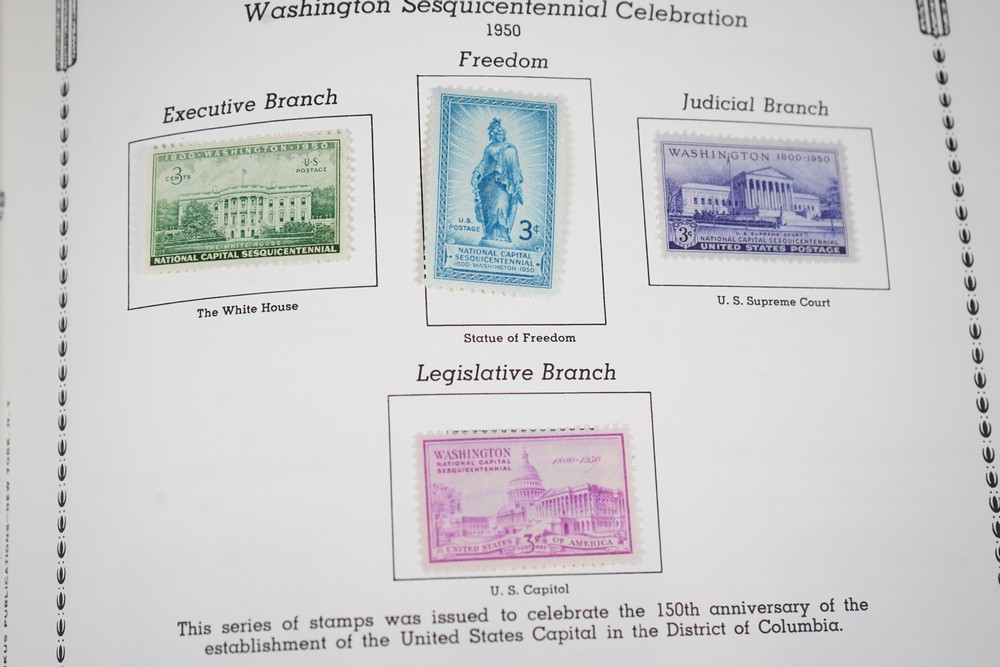 Washington Sesquicentennial Celebration
1950
Freedom
Executive Branch
Judicial Branch
1800-WASHINGTON-1950
3 CENTS
U·S·
POSTAGE
THE WHITE HOUSE
NATIONAL CAPITAL SESQUICENTENNIAL
The White House
U.S.
POSTAGE
3¢
NATIONAL CAPITAL
SESQUICENTENNIAL
1800·WASHINGTON·1950
Statue of Freedom
WASHINGTON 1800-1950
U.S. SUPREME COURT
3¢
NATIONAL CAPITAL SESQUICENTENNIAL
UNITED STATES POSTAGE
U. S. Supreme Court
Legislative Branch
WASHINGTON
NATIONAL CAPITAL
SESQUICENTENNIAL
1800-1950
UNITED STATES 3¢ OF AMERICA
U. S. Capitol
This series of stamps was issued to celebrate the 150th anniversary of the
establishment of the United States Capital in the District of Columbia.
PUBLICATIONS—NEW YORK, N. Y.